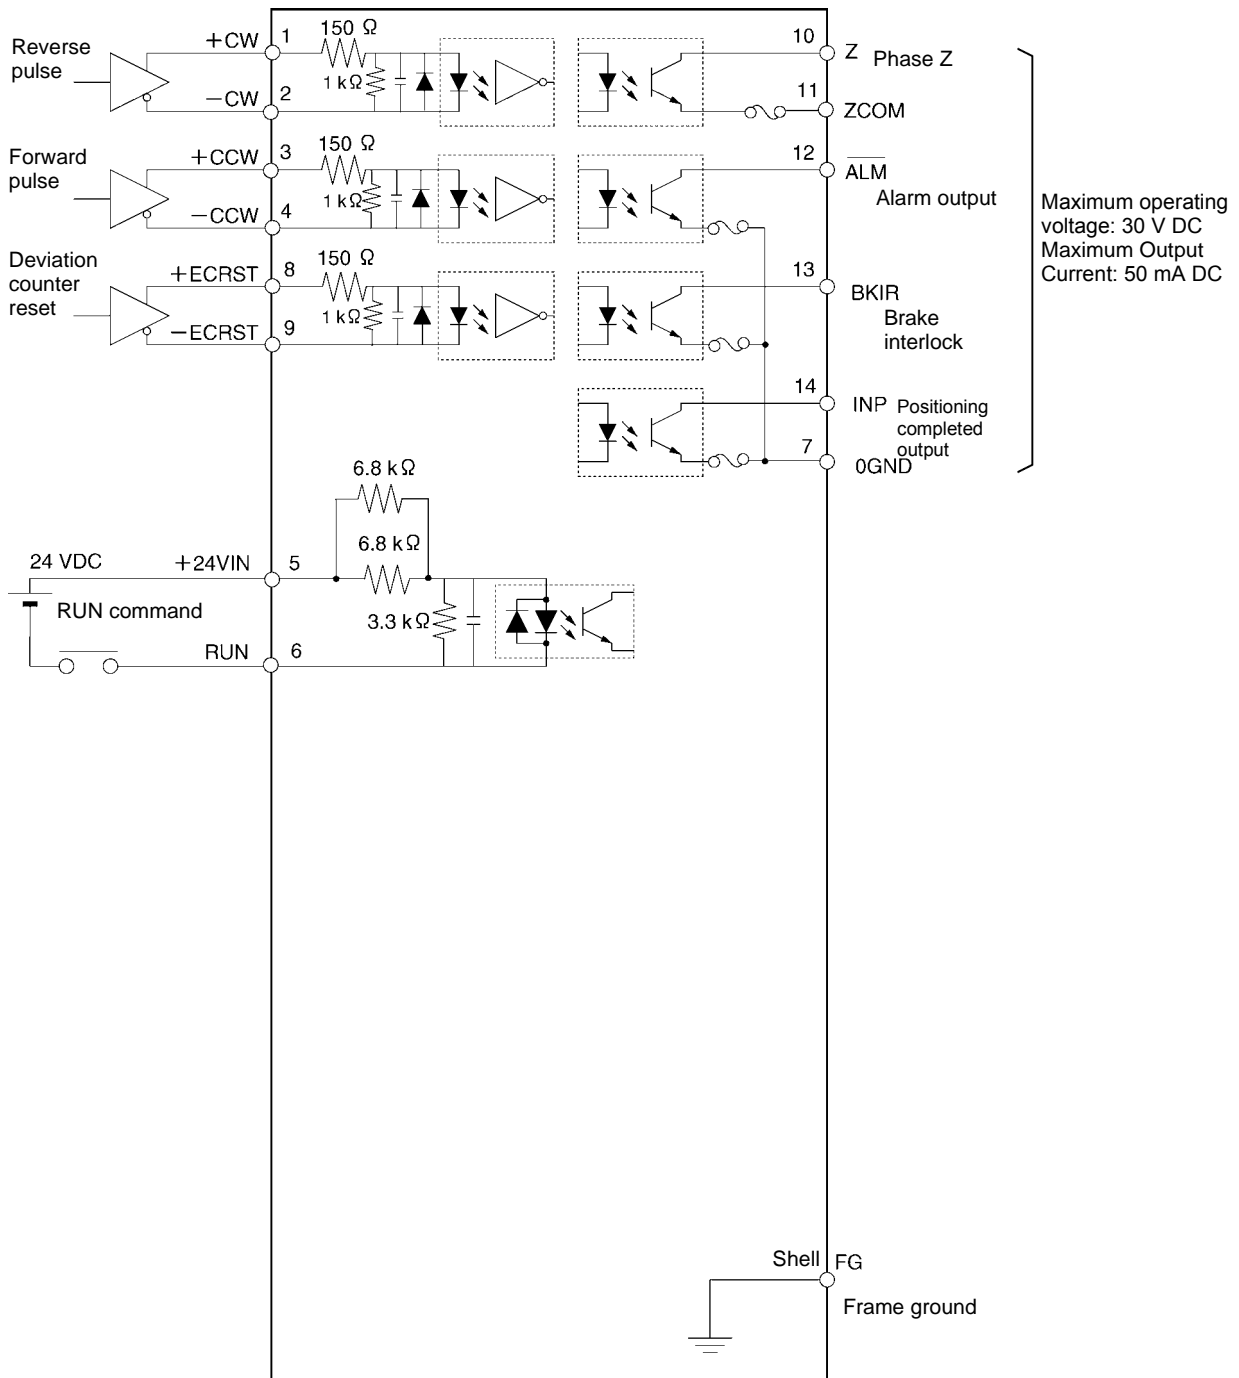 Reverse
pulse
+CW
1
150 Ω
1 kΩ
−CW
2
Forward
pulse
+CCW
3
150 Ω
1 kΩ
−CCW
4
Deviation
counter
reset
+ECRST
8
150 Ω
1 kΩ
−ECRST
9
10
Z
Phase Z
11
ZCOM
12
ALM
Alarm output
13
BKIR
Brake
interlock
14
INP
Positioning
completed
output
7
0GND
Maximum operating
voltage: 30 V DC
Maximum Output
Current: 50 mA DC
6.8 kΩ
6.8 kΩ
24 VDC
+24VIN
5
RUN command
3.3 kΩ
RUN
6
Shell
FG
Frame ground